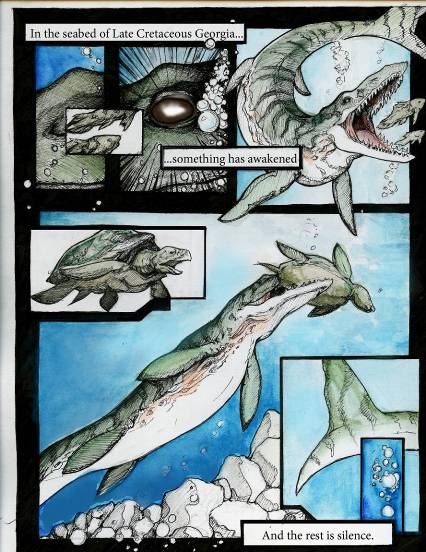 In the seabed of Late Cretaceous Georgia...
...something has awakened
And the rest is silence.